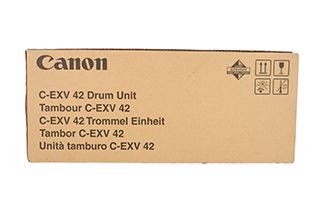 Canon
C-EXV 42 Drum Unit
Tambour C-EXV 42
C-EXV 42 Trommel Einheit
Tambor C-EXV 42
Unità tamburo C-EXV 42